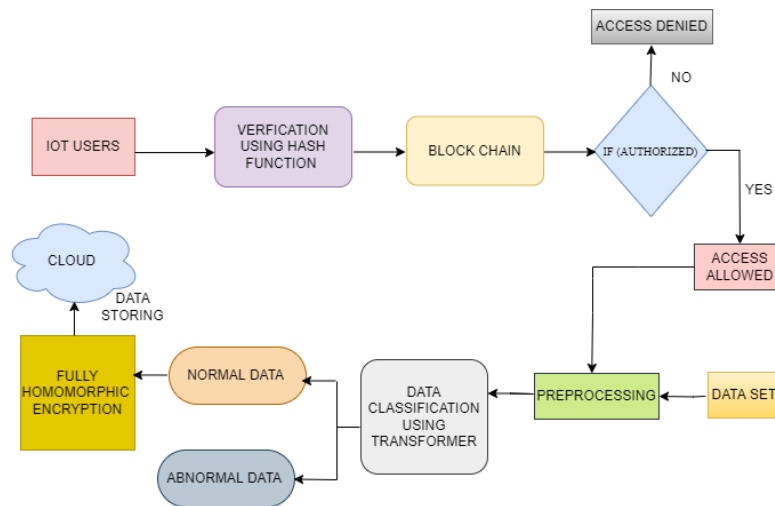 ACCESS DENIED
NO
IOT USERS
VERFICATION
USING HASH
FUNCTION
BLOCK CHAIN
IF (AUTHORIZED)
YES
ACCESS
ALLOWED
CLOUD
DATA
STORING
FULLY
HOMOMORPHIC
ENCRYPTION
NORMAL DATA
ABNORMAL DATA
DATA
CLASSIFICATION
USING
TRANSFORMER
PREPROCESSING
DATA SET